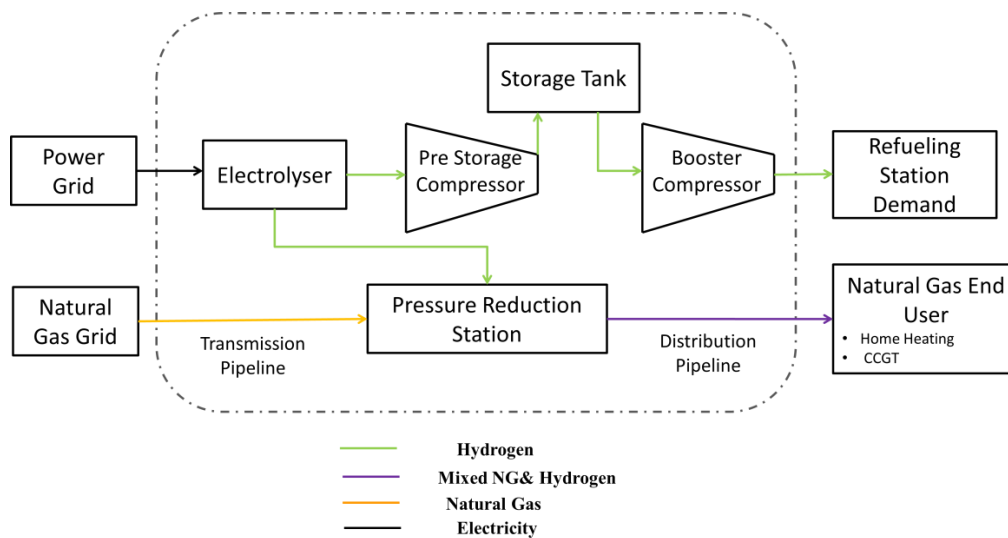 Storage Tank
Power
Grid
Electrolyser
Pre Storage
Compressor
Booster
Compressor
Refueling
Station
Demand
Natural
Gas Grid
Transmission
Pipeline
Pressure Reduction
Station
Distribution
Pipeline
Natural Gas End
User
• Home Heating
• CCGT
Hydrogen
Mixed NG& Hydrogen
Natural Gas
Electricity